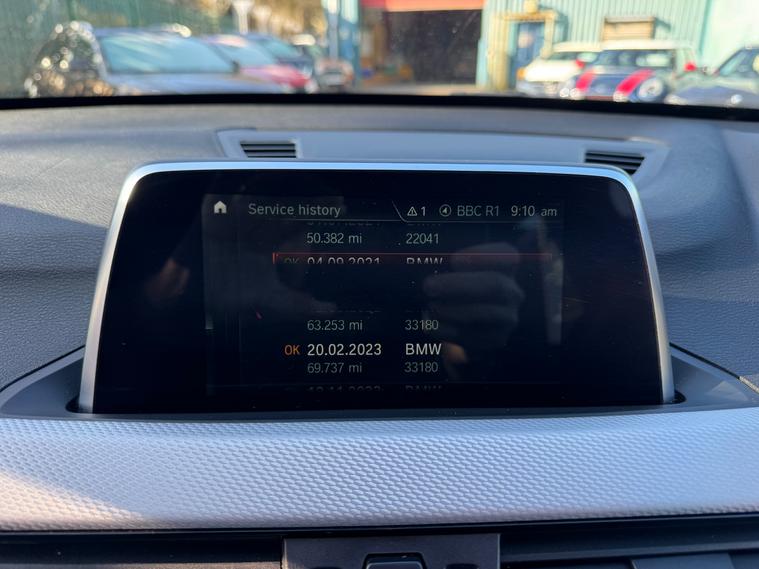 Service history
1 BBC R1 9:10 am
50.382 mi 22041
OK 04.09.2021 BMW
63.253 mi 33180
OK 20.02.2023 BMW
69.737 mi 33180